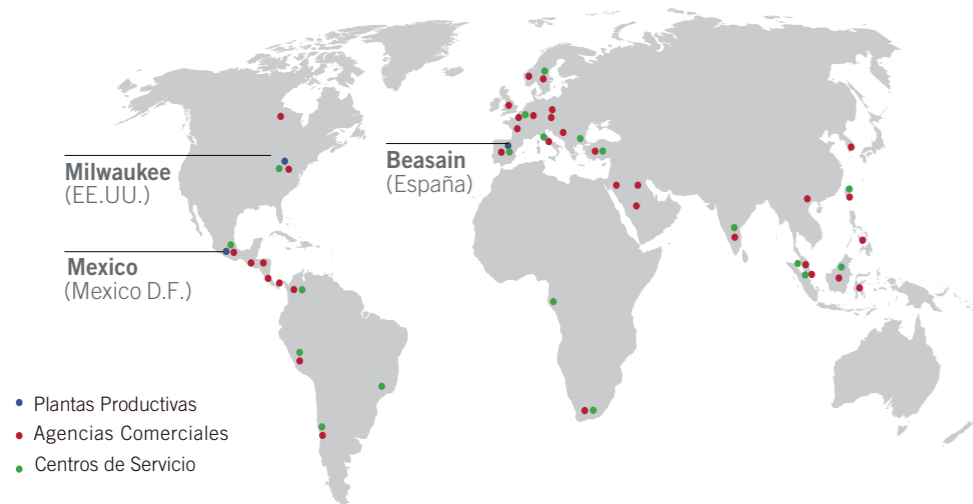 Milwaukee
(EE.UU.)
Beasain
(España)
Mexico
(Mexico D.F.)
Plantas Productivas
Agencias Comerciales
Centros de Servicio